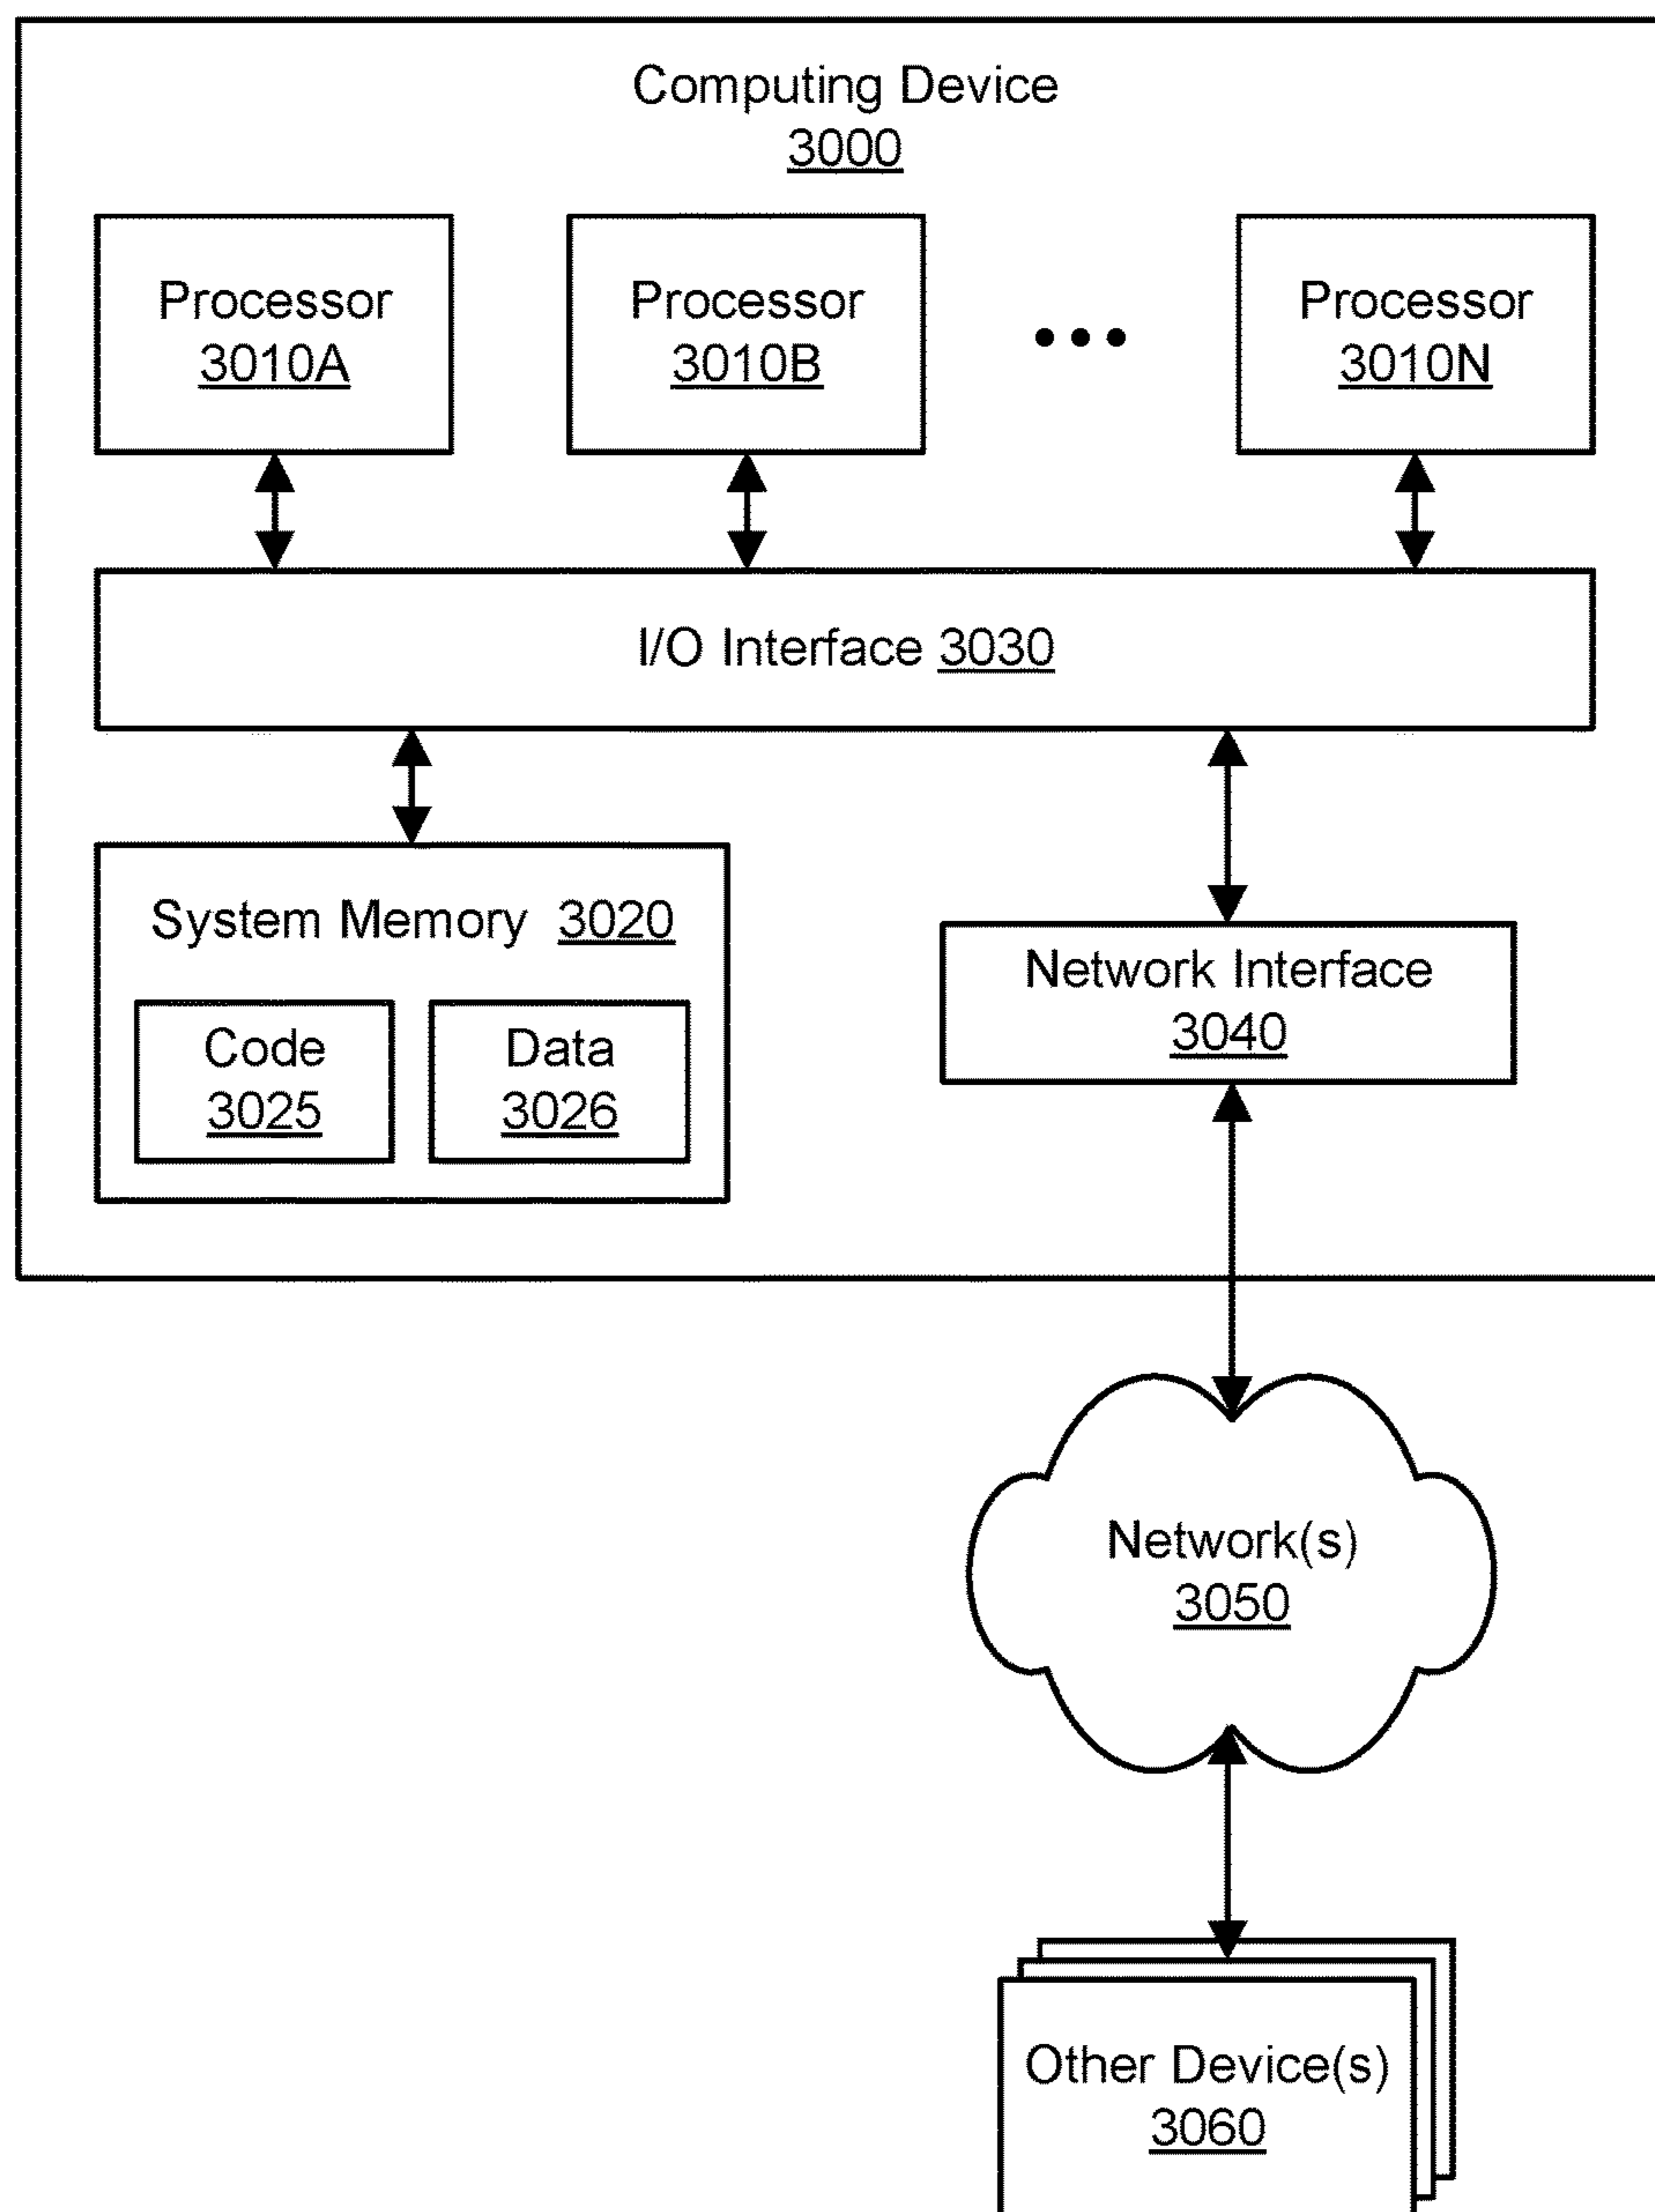 Computing Device
3000
Processor
3010A
Processor
3010B
•••
Processor
3010N
I/O Interface 3030
System Memory 3020
Code
3025
Data
3026
Network Interface
3040
Network(s)
3050
Other Device(s)
3060